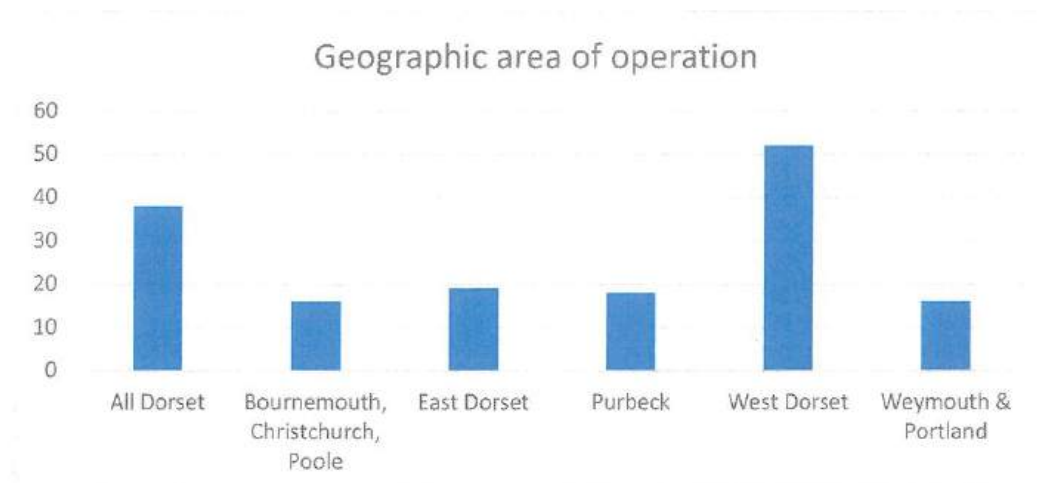 Geographic area of operation
60
50
40
30
20
10
0
All Dorset
Bournemouth,
Christchurch,
Poole
East Dorset
Purbeck
West Dorset
Weymouth &
Portland